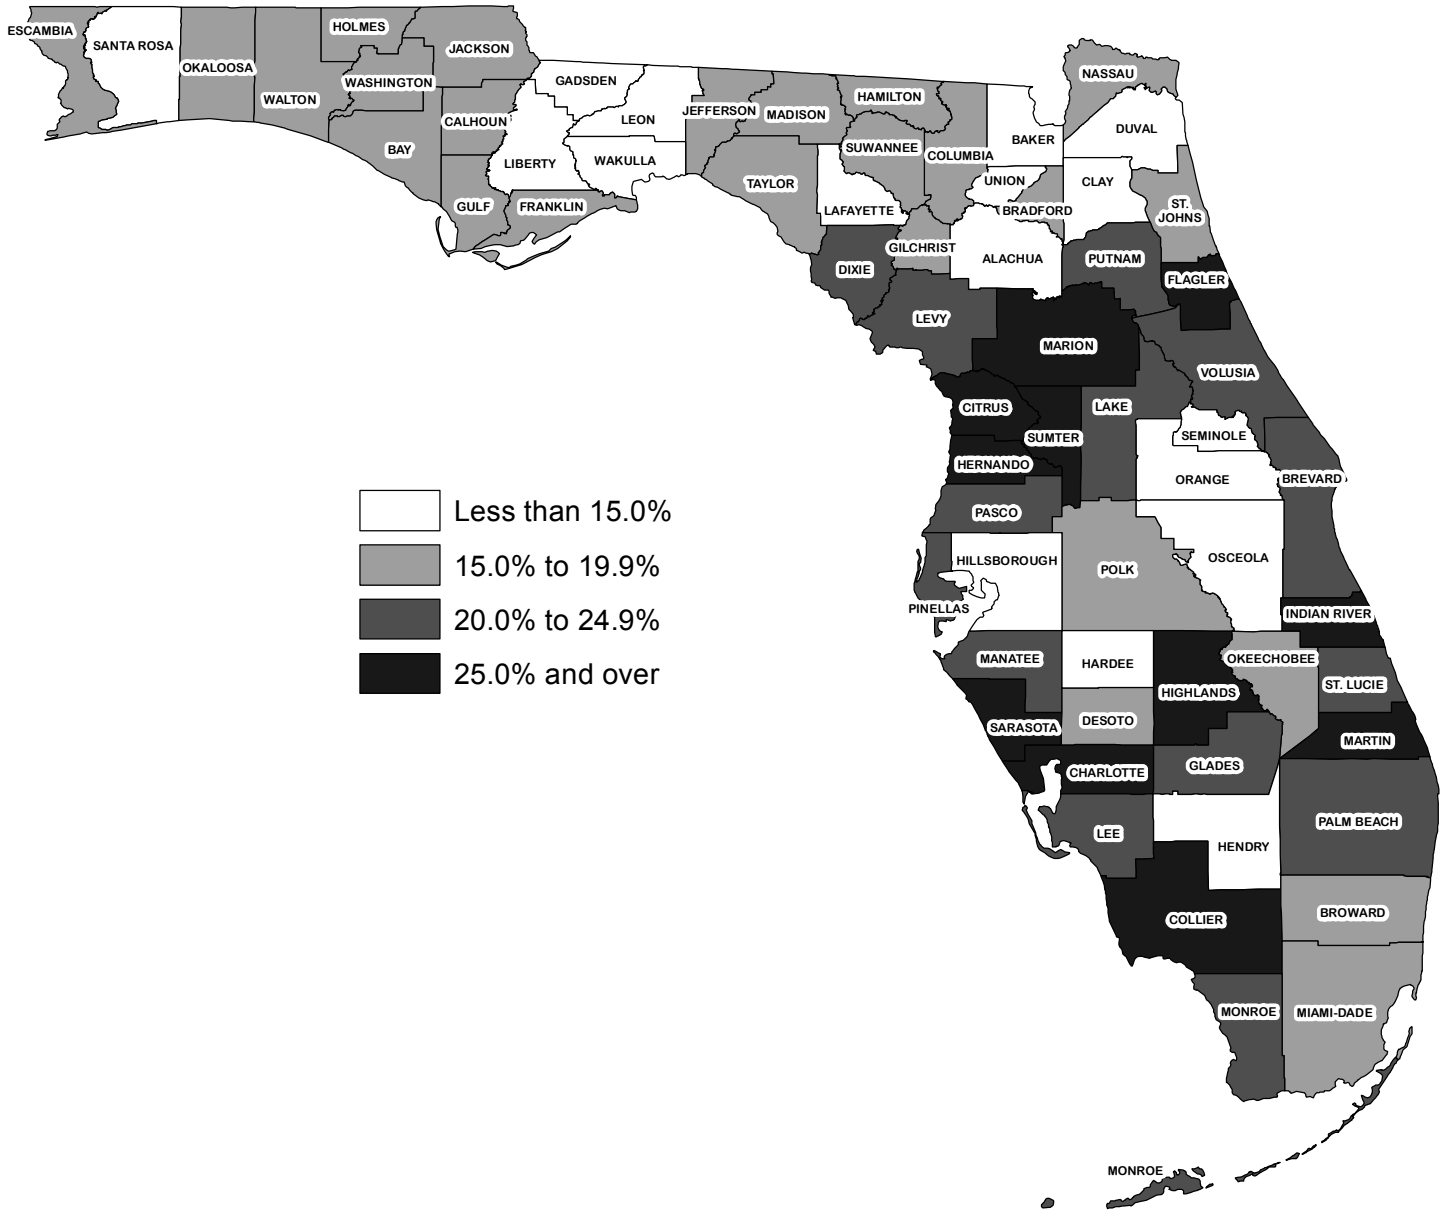 ESCAMBIA
SANTA ROSA
OKALOOSA
WALTON
HOLMES
WASHINGTON
JACKSON
BAY
CALHOUN
GULF
LIBERTY
GADSDEN
FRANKLIN
LEON
WAKULLA
JEFFERSON
MADISON
TAYLOR
HAMILTON
SUWANNEE
LAFAYETTE
COLUMBIA
BAKER
NASSAU
DUVAL
UNION
BRADFORD
CLAY
ST.
JOHNS
GILCHRIST
ALACHUA
DIXIE
PUTNAM
FLAGLER
LEVY
MARION
VOLUSIA
CITRUS
SUMTER
LAKE
SEMINOLE
HERNANDO
ORANGE
BREVARD
PASCO
HILLSBOROUGH
POLK
OSCEOLA
PINELLAS
INDIAN RIVER
MANATEE
HARDEE
OKEECHOBEE
HIGHLANDS
ST. LUCIE
SARASOTA
DESOTO
MARTIN
CHARLOTTE
GLADES
LEE
HENDRY
PALM BEACH
COLLIER
BROWARD
MONROE
MIAMI-DADE
MONROE
Less than 15.0%
15.0% to 19.9%
20.0% to 24.9%
25.0% and over